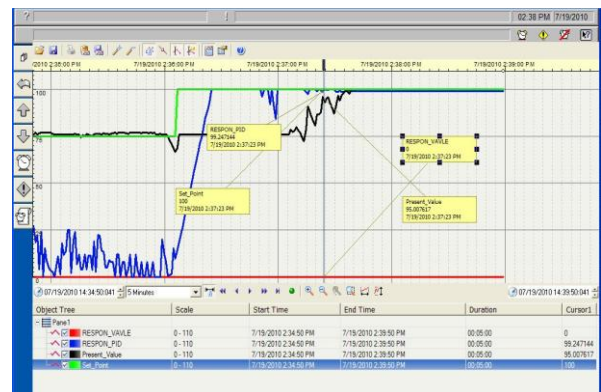 02:38 PM 7/19/2010
/2010 2:36:00 PM 7/19/2010 2:37:00 PM 7/19/2010 2:38:00 PM 7/19/2010 2:39:00 PM
100
75
50
25
0
RESPON_PID
99.247144
7/19/2010 2:37:23 PM
RESPON_VAVLE
0
7/19/2010 2:37:23 PM
Set_Point
100
7/19/2010 2:37:23 PM
Present_Value
95.007617
7/19/2010 2:37:23 PM
07/19/2010 14:34:50:041 5 Minutes 07/19/2010 14:39:50:041
Object Tree Scale Start Time End Time Duration Cursor1
Pane1
RESPON_VAVLE 0 - 110 7/19/2010 2:34:50 PM 7/19/2010 2:39:50 PM 00:05:00 0
RESPON_PID 0 - 110 7/19/2010 2:34:50 PM 7/19/2010 2:39:50 PM 00:05:00 99.247144
Present_Value 0 - 110 7/19/2010 2:34:50 PM 7/19/2010 2:39:50 PM 00:05:00 95.007617
Set_Point 0 - 110 7/19/2010 2:34:50 PM 7/19/2010 2:39:50 PM 00:05:00 100